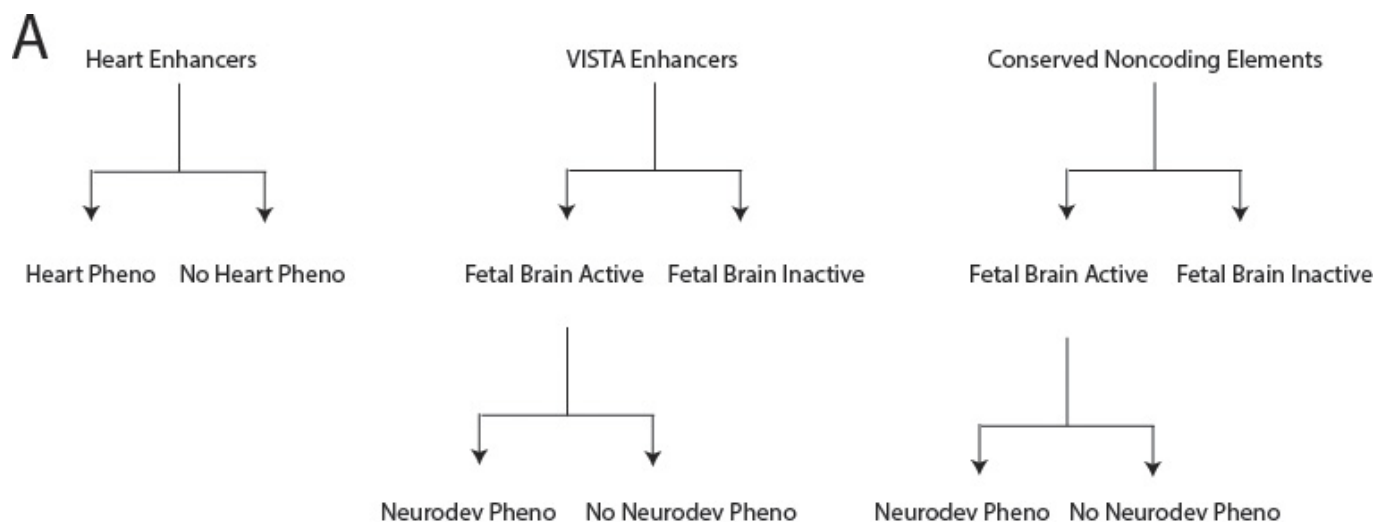 A
Heart Enhancers VISTA Enhancers Conserved Noncoding Elements
Heart Pheno No Heart Pheno Fetal Brain Active Fetal Brain Inactive Fetal Brain Active Fetal Brain Inactive
Neurodev Pheno No Neurodev Pheno Neurodev Pheno No Neurodev Pheno